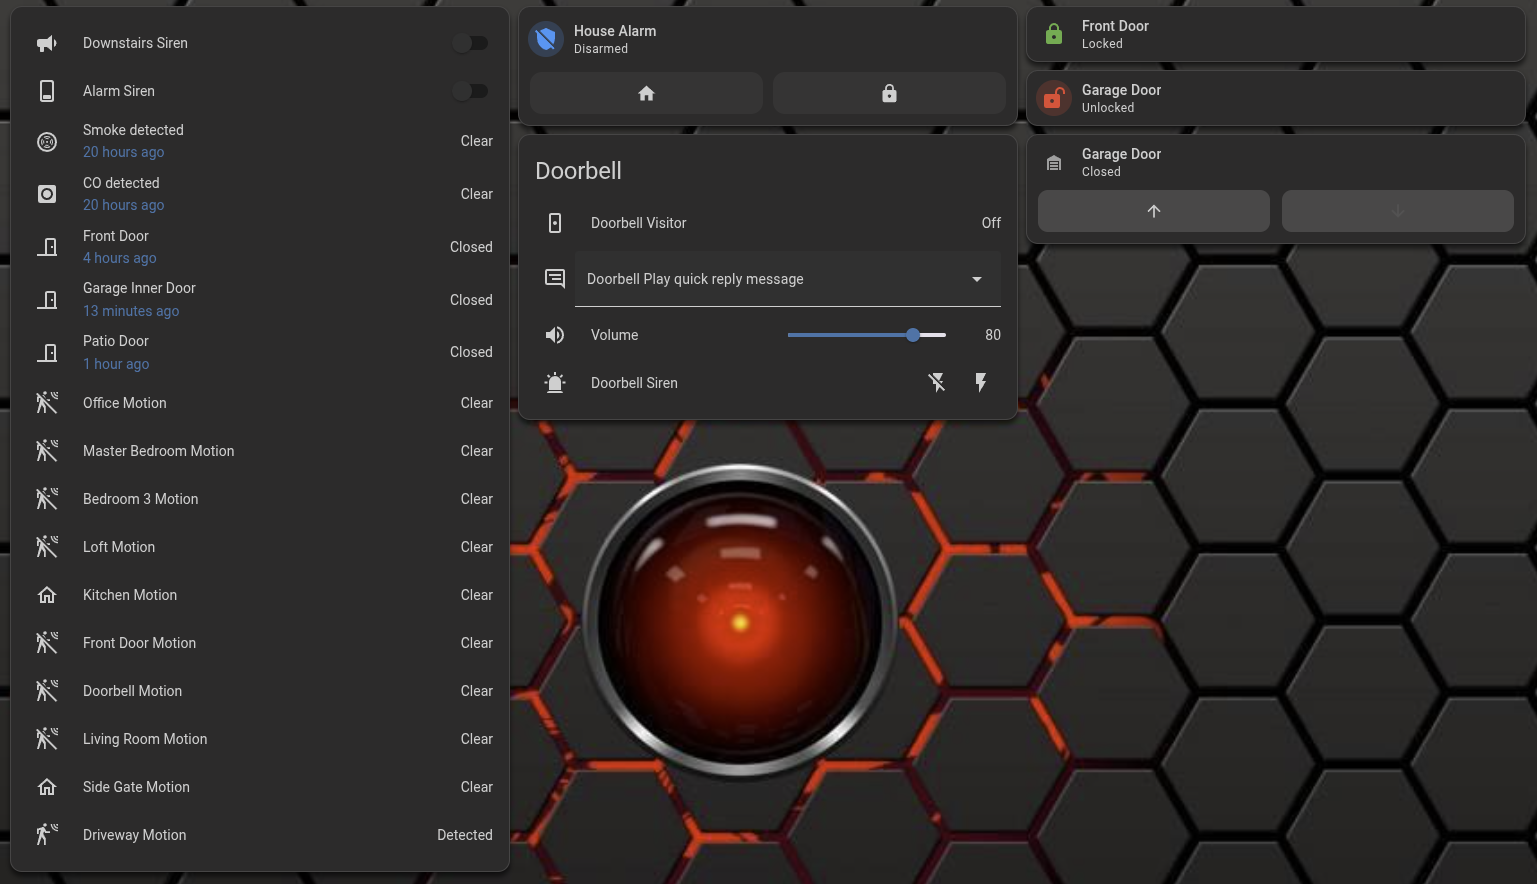 Downstairs Siren
Alarm Siren
Smoke detected
20 hours ago
Clear
CO detected
20 hours ago
Clear
Front Door
4 hours ago
Closed
Garage Inner Door
13 minutes ago
Closed
Patio Door
1 hour ago
Closed
Office Motion Clear
Master Bedroom Motion Clear
Bedroom 3 Motion Clear
Loft Motion Clear
Kitchen Motion Clear
Front Door Motion Clear
Doorbell Motion Clear
Living Room Motion Clear
Side Gate Motion Clear
Driveway Motion Detected
House Alarm
Disarmed
Doorbell
Doorbell Visitor Off
Doorbell Play quick reply message
Volume 80
Doorbell Siren
Front Door
Locked
Garage Door
Unlocked
Garage Door
Closed